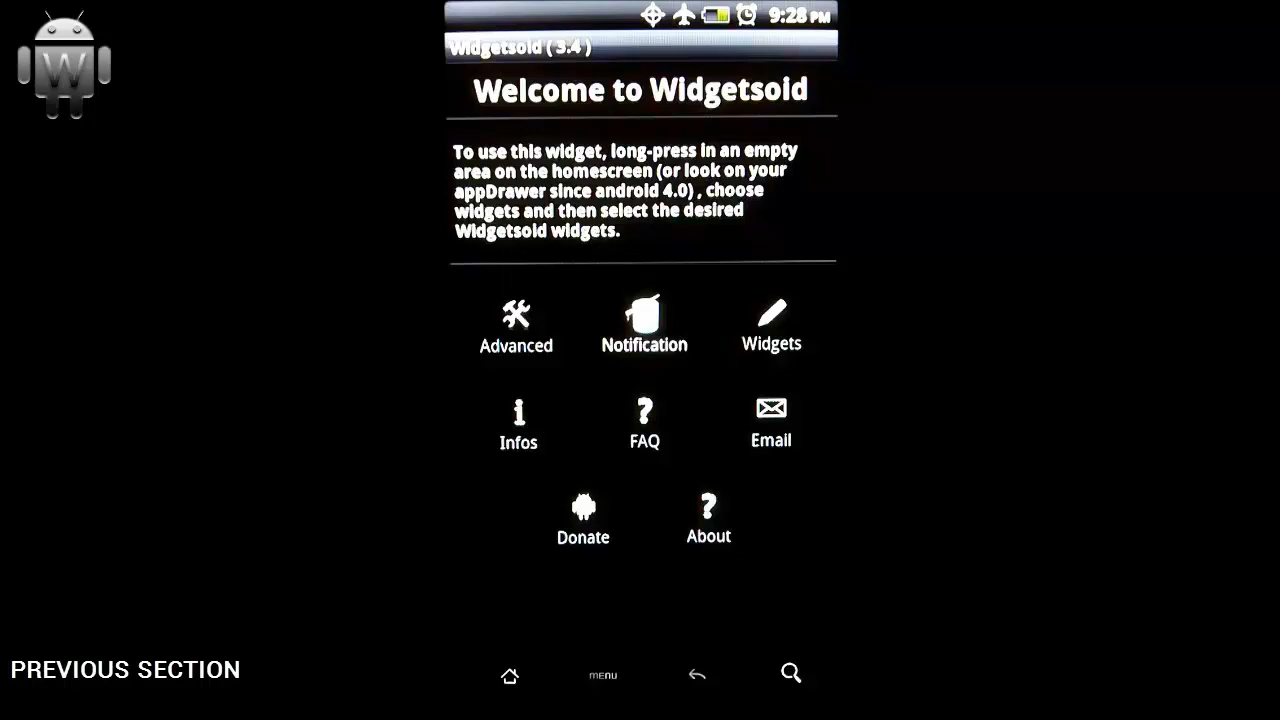 9:28 PM
Widgetsoid ( 3.4 )
W
Welcome to Widgetsoid
To use this widget, long-press in an empty
area on the homescreen (or look on your
appDrawer since android 4.0) , choose
widgets and then select the desired
Widgetsoid widgets.
Advanced Notification Widgets
Infos FAQ Email
Donate About
PREVIOUS SECTION
MENU